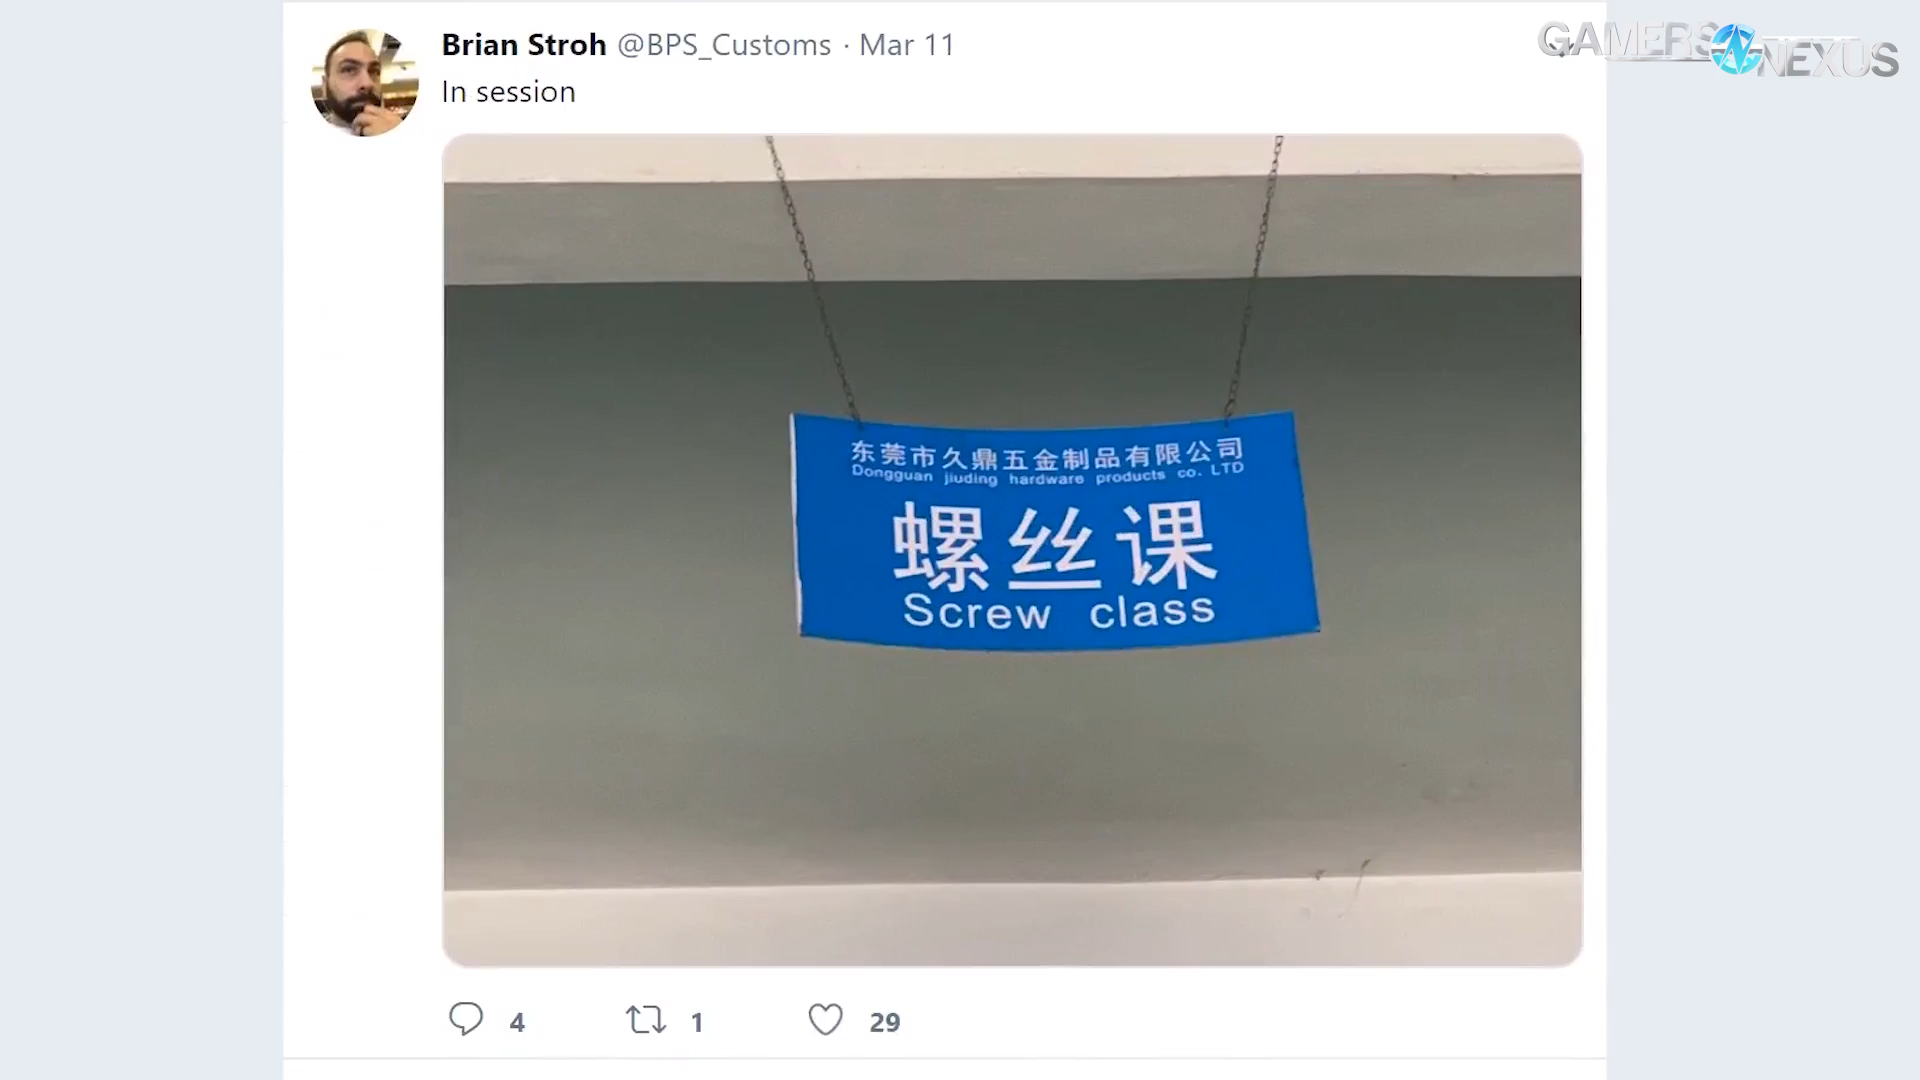 Brian Stroh @BPS_Customs · Mar 11
In session
GAMERS NEXUS
东莞市久鼎五金制品有限公司
Dongguan jiuding hardware products co. LTD
螺丝课
Screw class
4 1 29